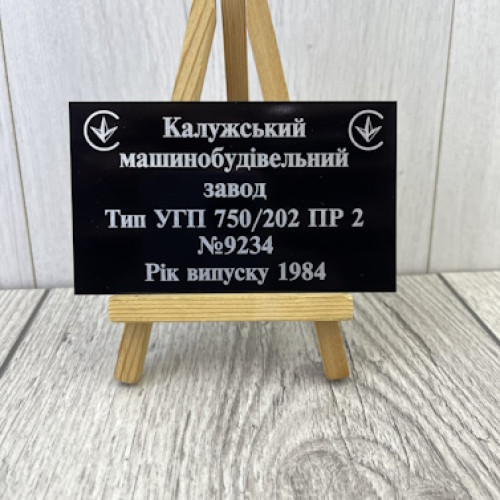 Калужський
машинобудівельний
завод
Тип УГП 750/202 ПР 2
№9234
Рік випуску 1984